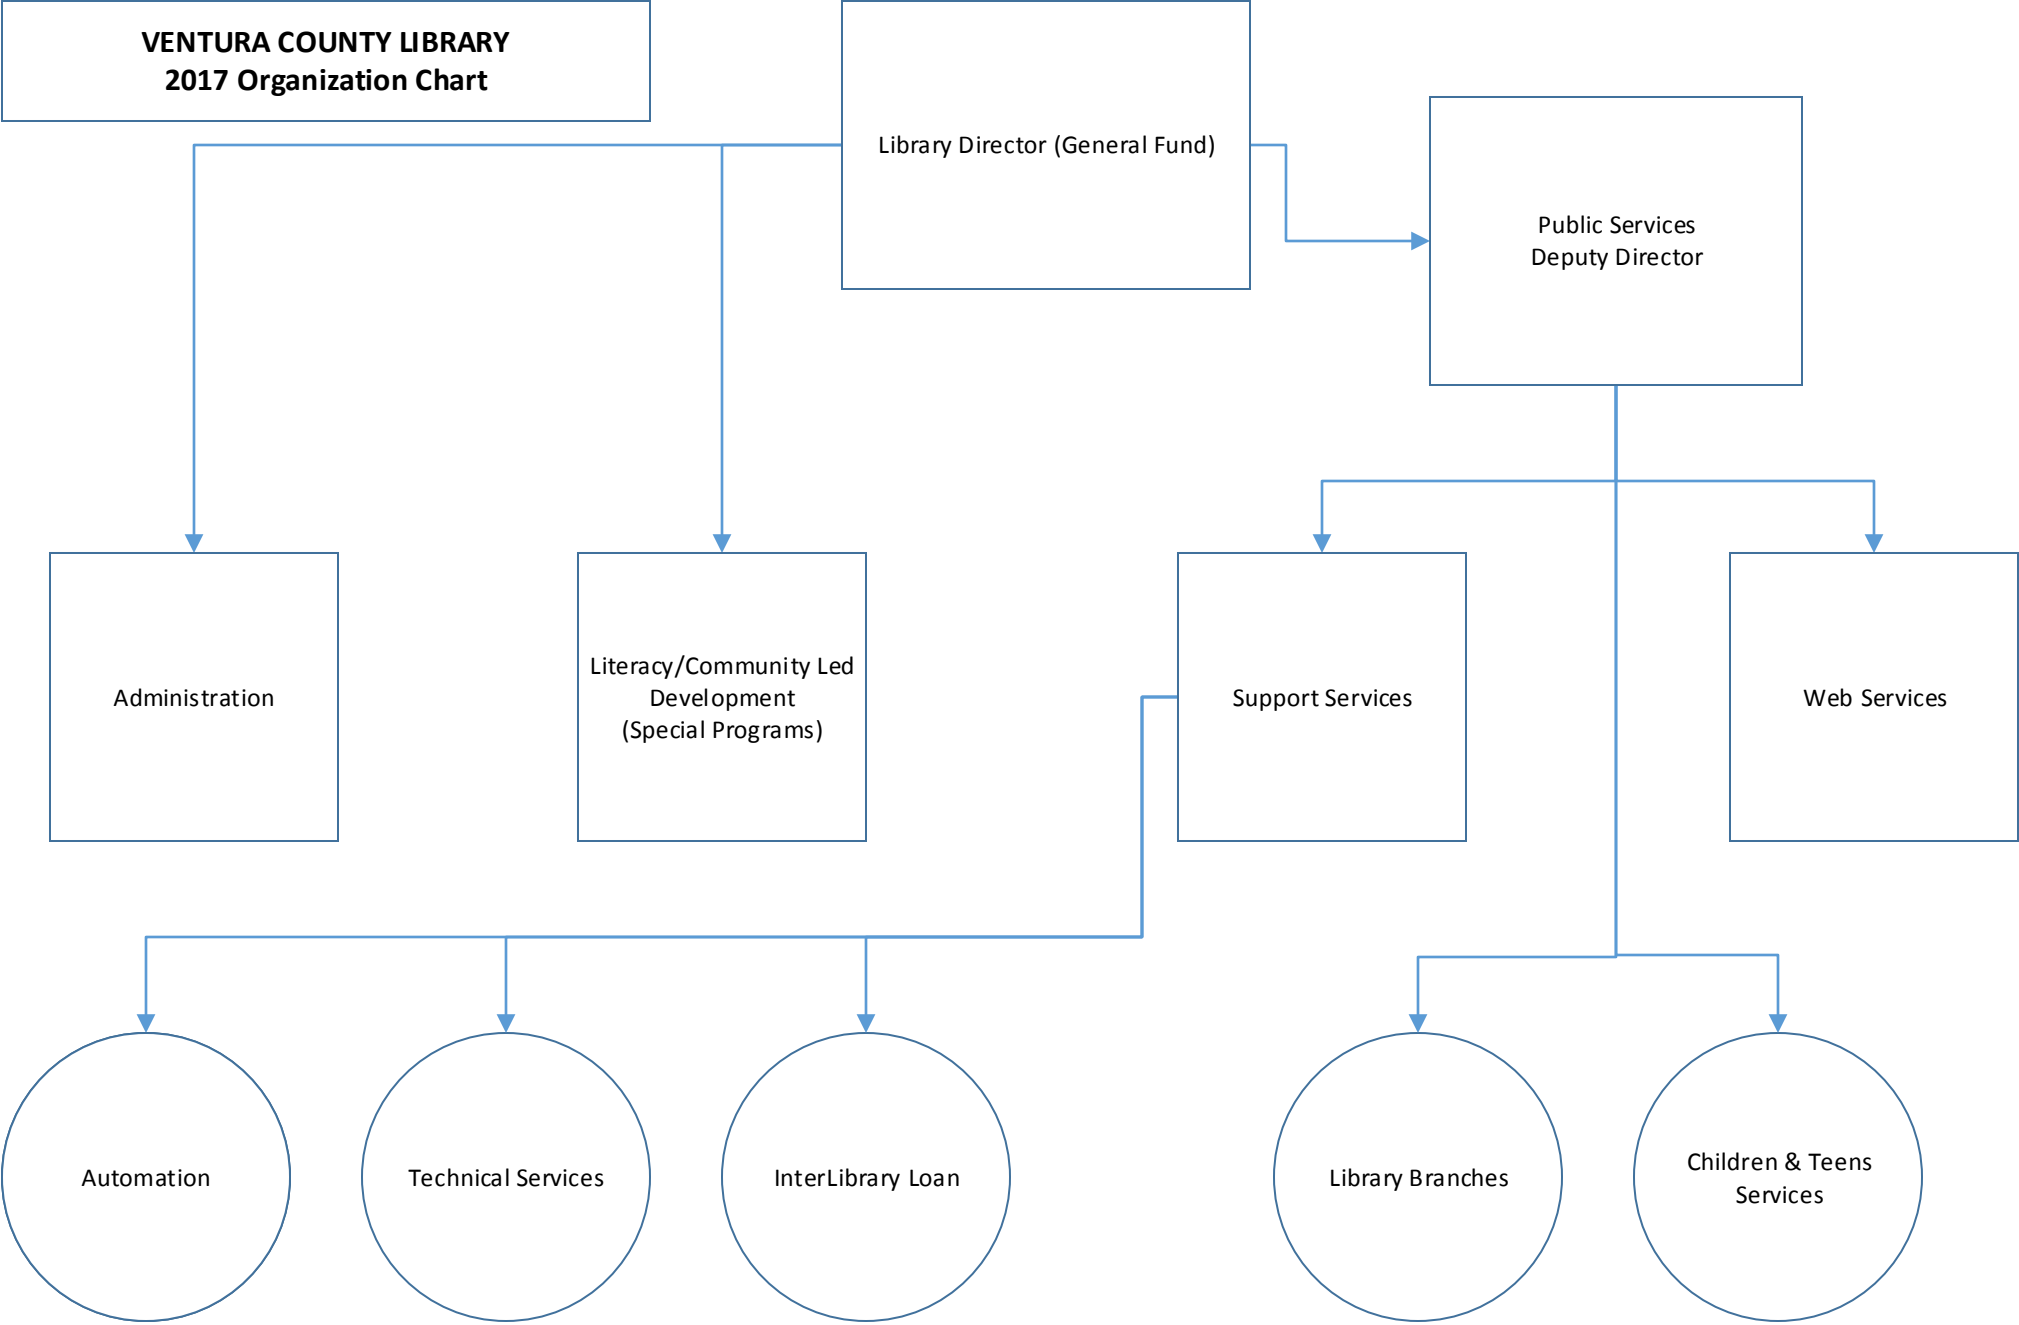 VENTURA COUNTY LIBRARY
2017 Organization Chart
Library Director (General Fund)
Public Services
Deputy Director
Administration
Literacy/Community Led
Development
(Special Programs)
Support Services
Web Services
Automation
Technical Services
InterLibrary Loan
Library Branches
Children & Teens
Services